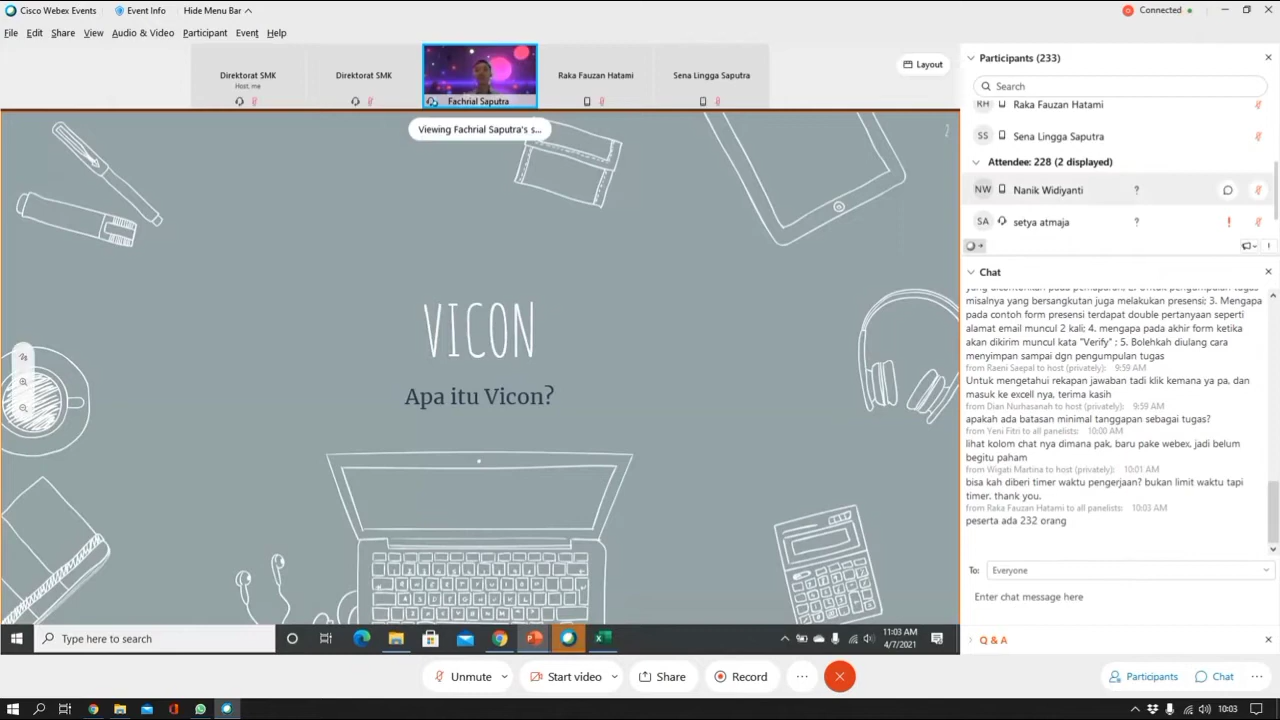 Cisco Webex Events
Event Info
Hide Menu Bar
Connected
File Edit Share View Audio & Video Participant Event Help
Direktorat SMK
Host, me
Direktorat SMK
Fachrial Saputra
Raka Fauzan Hatami
Sena Lingga Saputra
Layout
Viewing Fachrial Saputra's s...
2
VICON
Apa itu Vicon?
Type here to search
11:03 AM
4/7/2021
Participants (233)
Search
RH Raka Fauzan Hatami
SS Sena Lingga Saputra
Attendee: 228 (2 displayed)
NW Nanik Widiyanti ?
SA setya atmaja ?
Chat
misalnya yang bersangkutan juga melakukan presensi; 3. Mengapa
pada contoh form presensi terdapat double pertanyaan seperti
alamat email muncul 2 kali; 4. mengapa pada akhir form ketika
akan dikirim muncul kata "Verify" ; 5. Bolehkah diulang cara
menyimpan sampai dgn pengumpulan tugas
from Raeni Saepal to host (privately): 9:59 AM
Untuk mengetahui rekapan jawaban tadi klik kemana ya pa, dan
masuk ke excell nya, terima kasih
from Dian Nurhasanah to host (privately): 9:59 AM
apakah ada batasan minimal tanggapan sebagai tugas?
from Yeni Fitri to all panelists: 10:00 AM
lihat kolom chat nya dimana pak, baru pake webex, jadi belum
begitu paham
from Wigati Martina to host (privately): 10:01 AM
bisa kah diberi timer waktu pengerjaan? bukan limit waktu tapi
timer. thank you.
from Raka Fauzan Hatami to all panelists: 10:03 AM
peserta ada 232 orang
To: Everyone
Enter chat message here
Q & A
Unmute
Start video
Share
Record
Participants
Chat
10:03